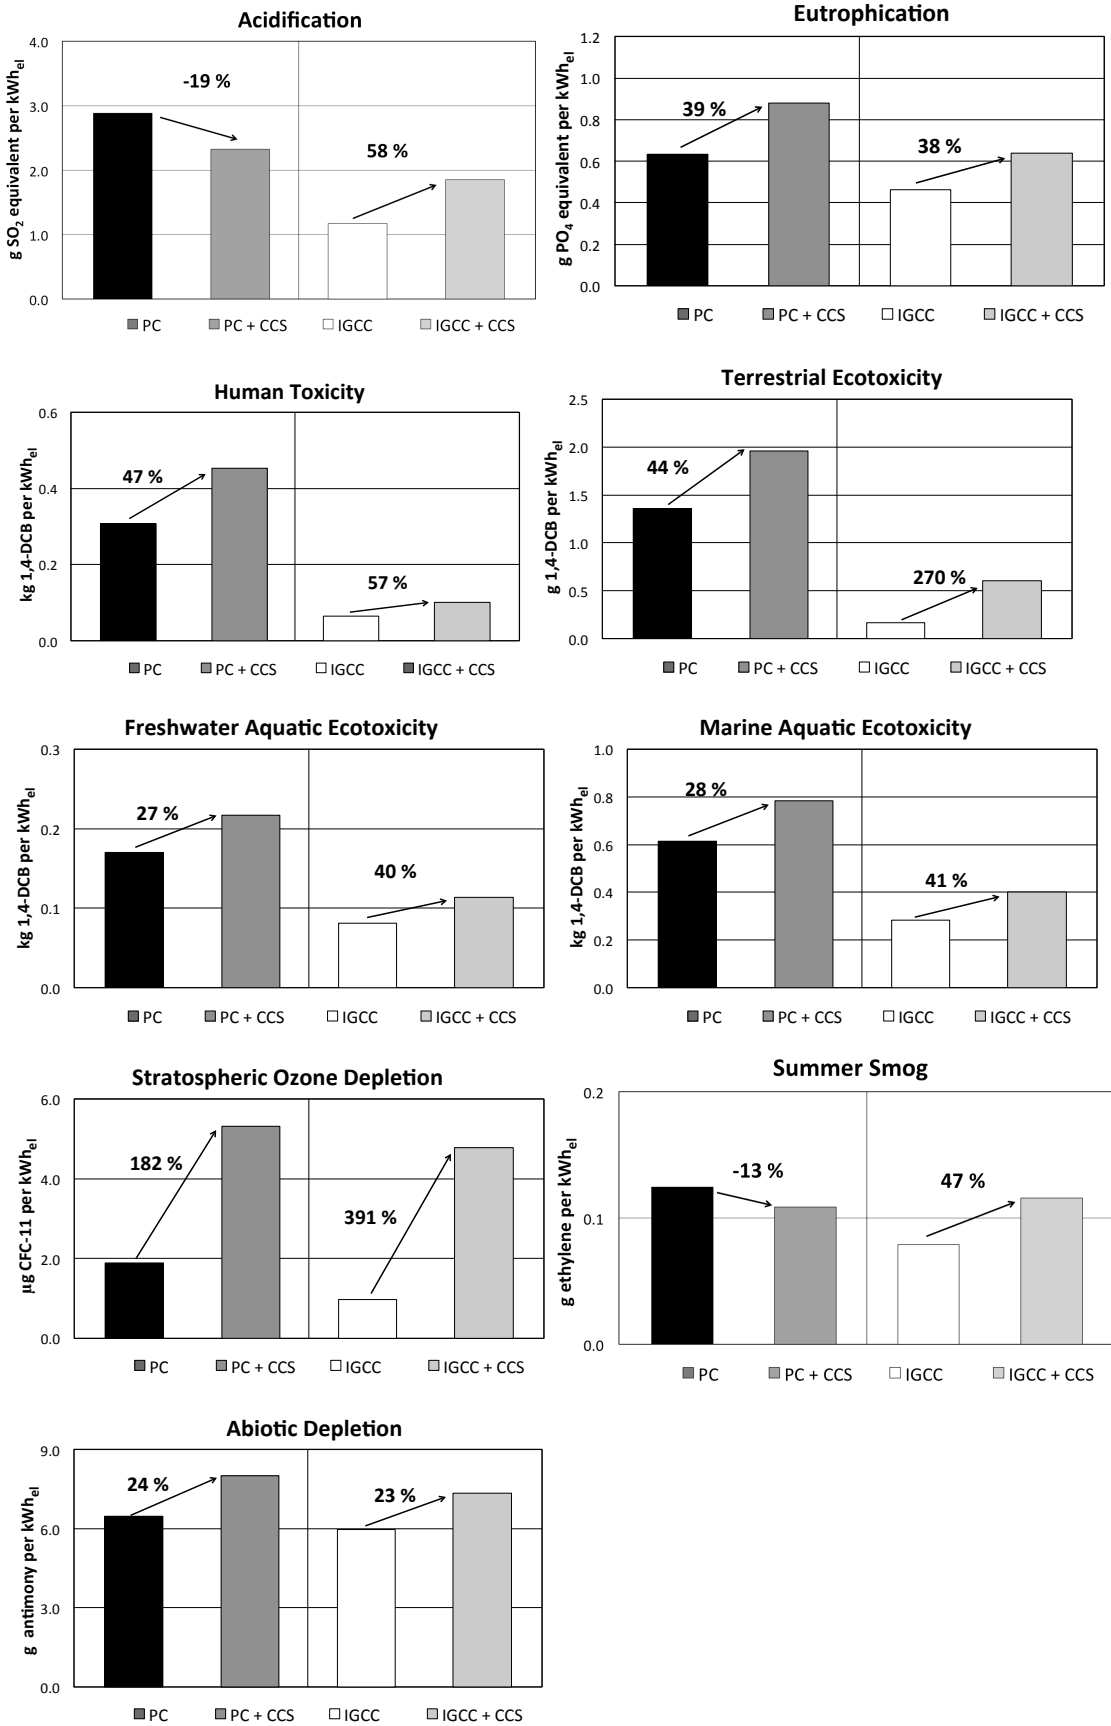 Acidification
g SO2 equivalent per kWhel
4.0
3.0
2.0
1.0
0.0
-19 %
58 %
PC PC + CCS IGCC IGCC + CCS
Eutrophication
g PO4 equivalent per kWhel
1.2
1.0
0.8
0.6
0.4
0.2
0.0
39 %
38 %
PC PC + CCS IGCC IGCC + CCS
Human Toxicity
kg 1,4-DCB per kWhel
0.6
0.4
0.2
0.0
47 %
57 %
PC PC + CCS IGCC IGCC + CCS
Terrestrial Ecotoxicity
g 1,4-DCB per kWhel
2.5
2.0
1.5
1.0
0.5
0.0
44 %
270 %
PC PC + CCS IGCC IGCC + CCS
Freshwater Aquatic Ecotoxicity
kg 1,4-DCB per kWhel
0.3
0.2
0.1
0.0
27 %
40 %
PC PC + CCS IGCC IGCC + CCS
Marine Aquatic Ecotoxicity
kg 1,4-DCB per kWhel
1.0
0.8
0.6
0.4
0.2
0.0
28 %
41 %
PC PC + CCS IGCC IGCC + CCS
Stratospheric Ozone Depletion
µg CFC-11 per kWhel
6.0
4.0
2.0
0.0
182 %
391 %
PC PC + CCS IGCC IGCC + CCS
Summer Smog
g ethylene per kWhel
0.2
0.1
0.0
-13 %
47 %
PC PC + CCS IGCC IGCC + CCS
Abiotic Depletion
g antimony per kWhel
9.0
6.0
3.0
0.0
24 %
23 %
PC PC + CCS IGCC IGCC + CCS